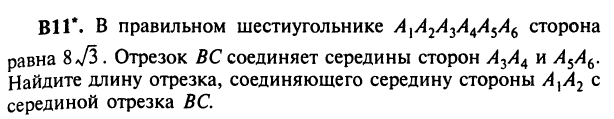 В11*. В правильном шестиугольнике A₁A₂A₃A₄A₅A₆ сторона
равна 8√3. Отрезок BC соединяет середины сторон A₃A₄ и A₅A₆.
Найдите длину отрезка, соединяющего середину стороны A₁A₂ с
серединой отрезка BC.